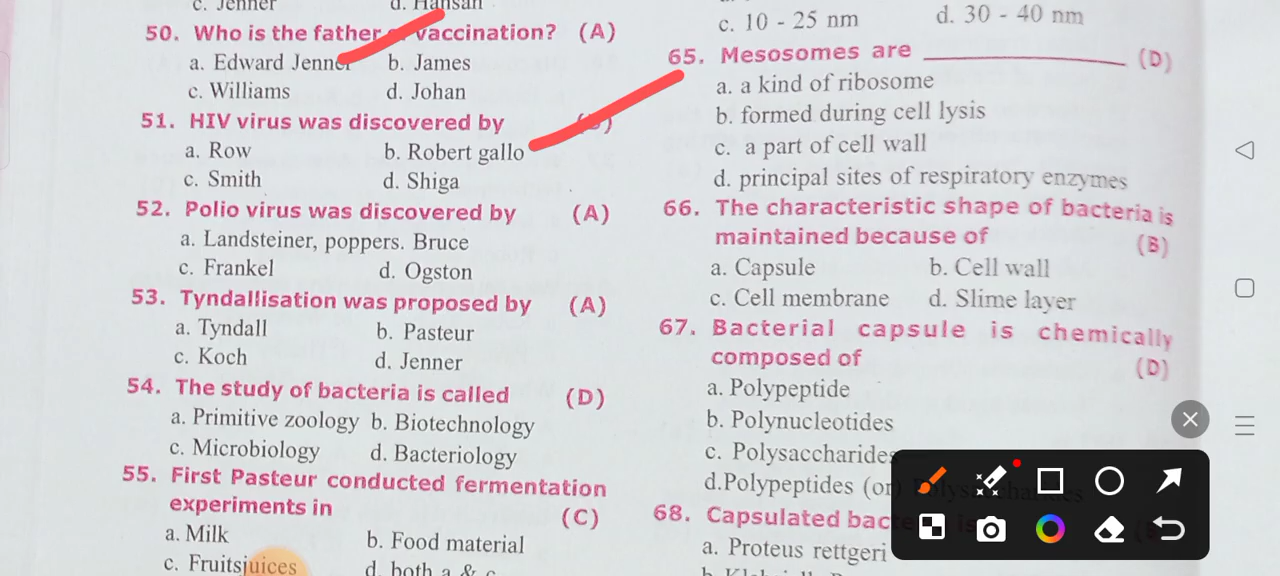 c. Jenner d. Hansan
50. Who is the father vaccination? (A)
a. Edward Jenner b. James
c. Williams d. Johan
51. HIV virus was discovered by
a. Row b. Robert gallo
c. Smith d. Shiga
52. Polio virus was discovered by (A)
a. Landsteiner, poppers. Bruce
c. Frankel d. Ogston
53. Tyndallisation was proposed by (A)
a. Tyndall b. Pasteur
c. Koch d. Jenner
54. The study of bacteria is called (D)
a. Primitive zoology b. Biotechnology
c. Microbiology d. Bacteriology
55. First Pasteur conducted fermentation
experiments in (C)
a. Milk b. Food material
c. Fruitsjuices d. both a & c
c. 10 - 25 nm d. 30 - 40 nm
65. Mesosomes are ____________ (D)
a. a kind of ribosome
b. formed during cell lysis
c. a part of cell wall
d. principal sites of respiratory enzymes
66. The characteristic shape of bacteria is
maintained because of (B)
a. Capsule b. Cell wall
c. Cell membrane d. Slime layer
67. Bacterial capsule is chemically
composed of (D)
a. Polypeptide
b. Polynucleotides
c. Polysaccharides
d.Polypeptides (or)
68. Capsulated
a. Proteus rettgeri